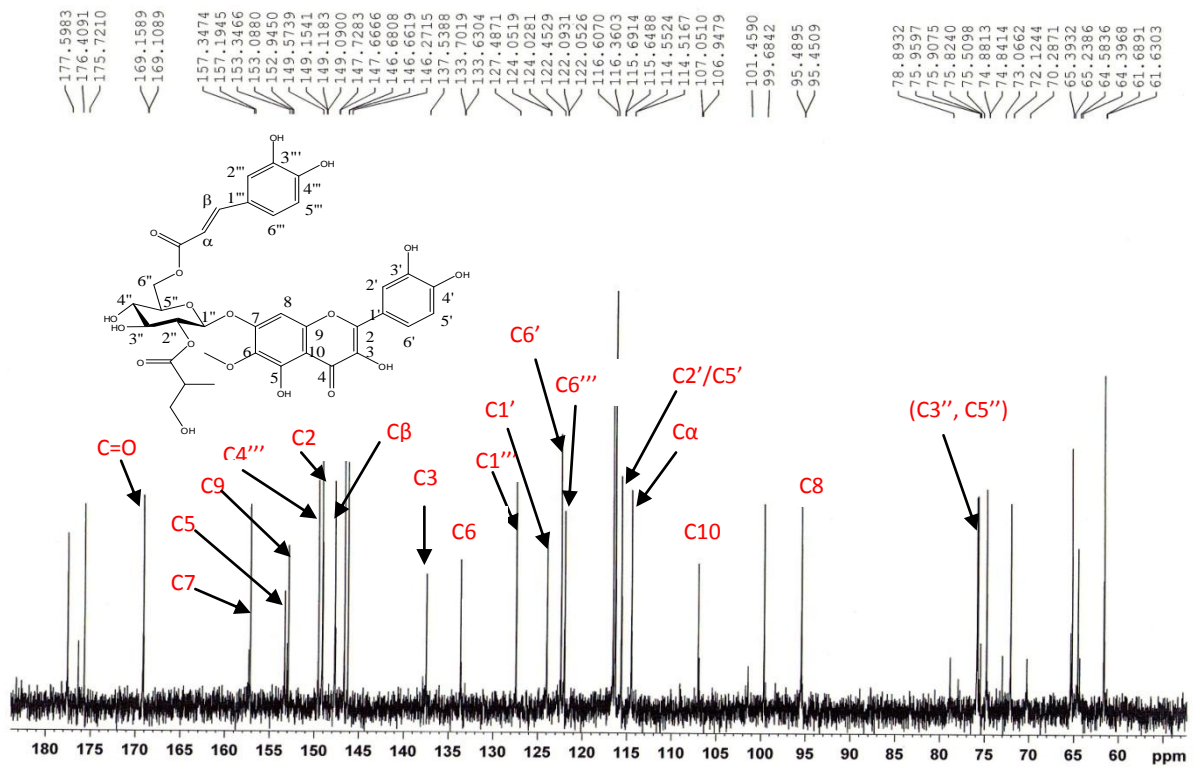 177.5983
176.4091
175.7210
169.1589
169.1089
157.3474
157.1945
153.3466
153.0880
152.9450
149.5739
149.1541
149.1183
149.0900
147.7283
147.6666
146.6808
146.6619
146.2715
137.5388
133.7019
133.6304
127.4871
124.0519
124.0281
122.4529
122.0931
122.0526
116.6070
116.3603
115.6914
115.6488
114.5524
114.5167
107.0510
106.9479
101.4590
99.6842
95.4895
95.4509
78.8932
75.9597
75.9075
75.8240
75.5098
74.8813
74.8414
73.0662
72.1244
70.2871
65.3932
65.2386
64.5836
64.3968
61.6891
61.6303
OH
3'''
OH
2'''
4'''
β
1'''
5'''
α
6'''
O
O
6''
OH
3'
OH
2'
4'
4''
5''
O
1''
O
8
O
1'
5'
HO
HO
3''
2''
7
9
2
6'
O
6
10
3
O
O
5
4
OH
OH
O
OH
C6’
C2’/C5’
C6’’’
C1’
Cα
(C3’’, C5’’)
C=O
C2
Cβ
C4’’’
C1’’’
C3
C9
C8
C5
C6
C10
C7
180 175 170 165 160 155 150 145 140 135 130 125 120 115 110 105 100 95 90 85 80 75 70 65 60 ppm